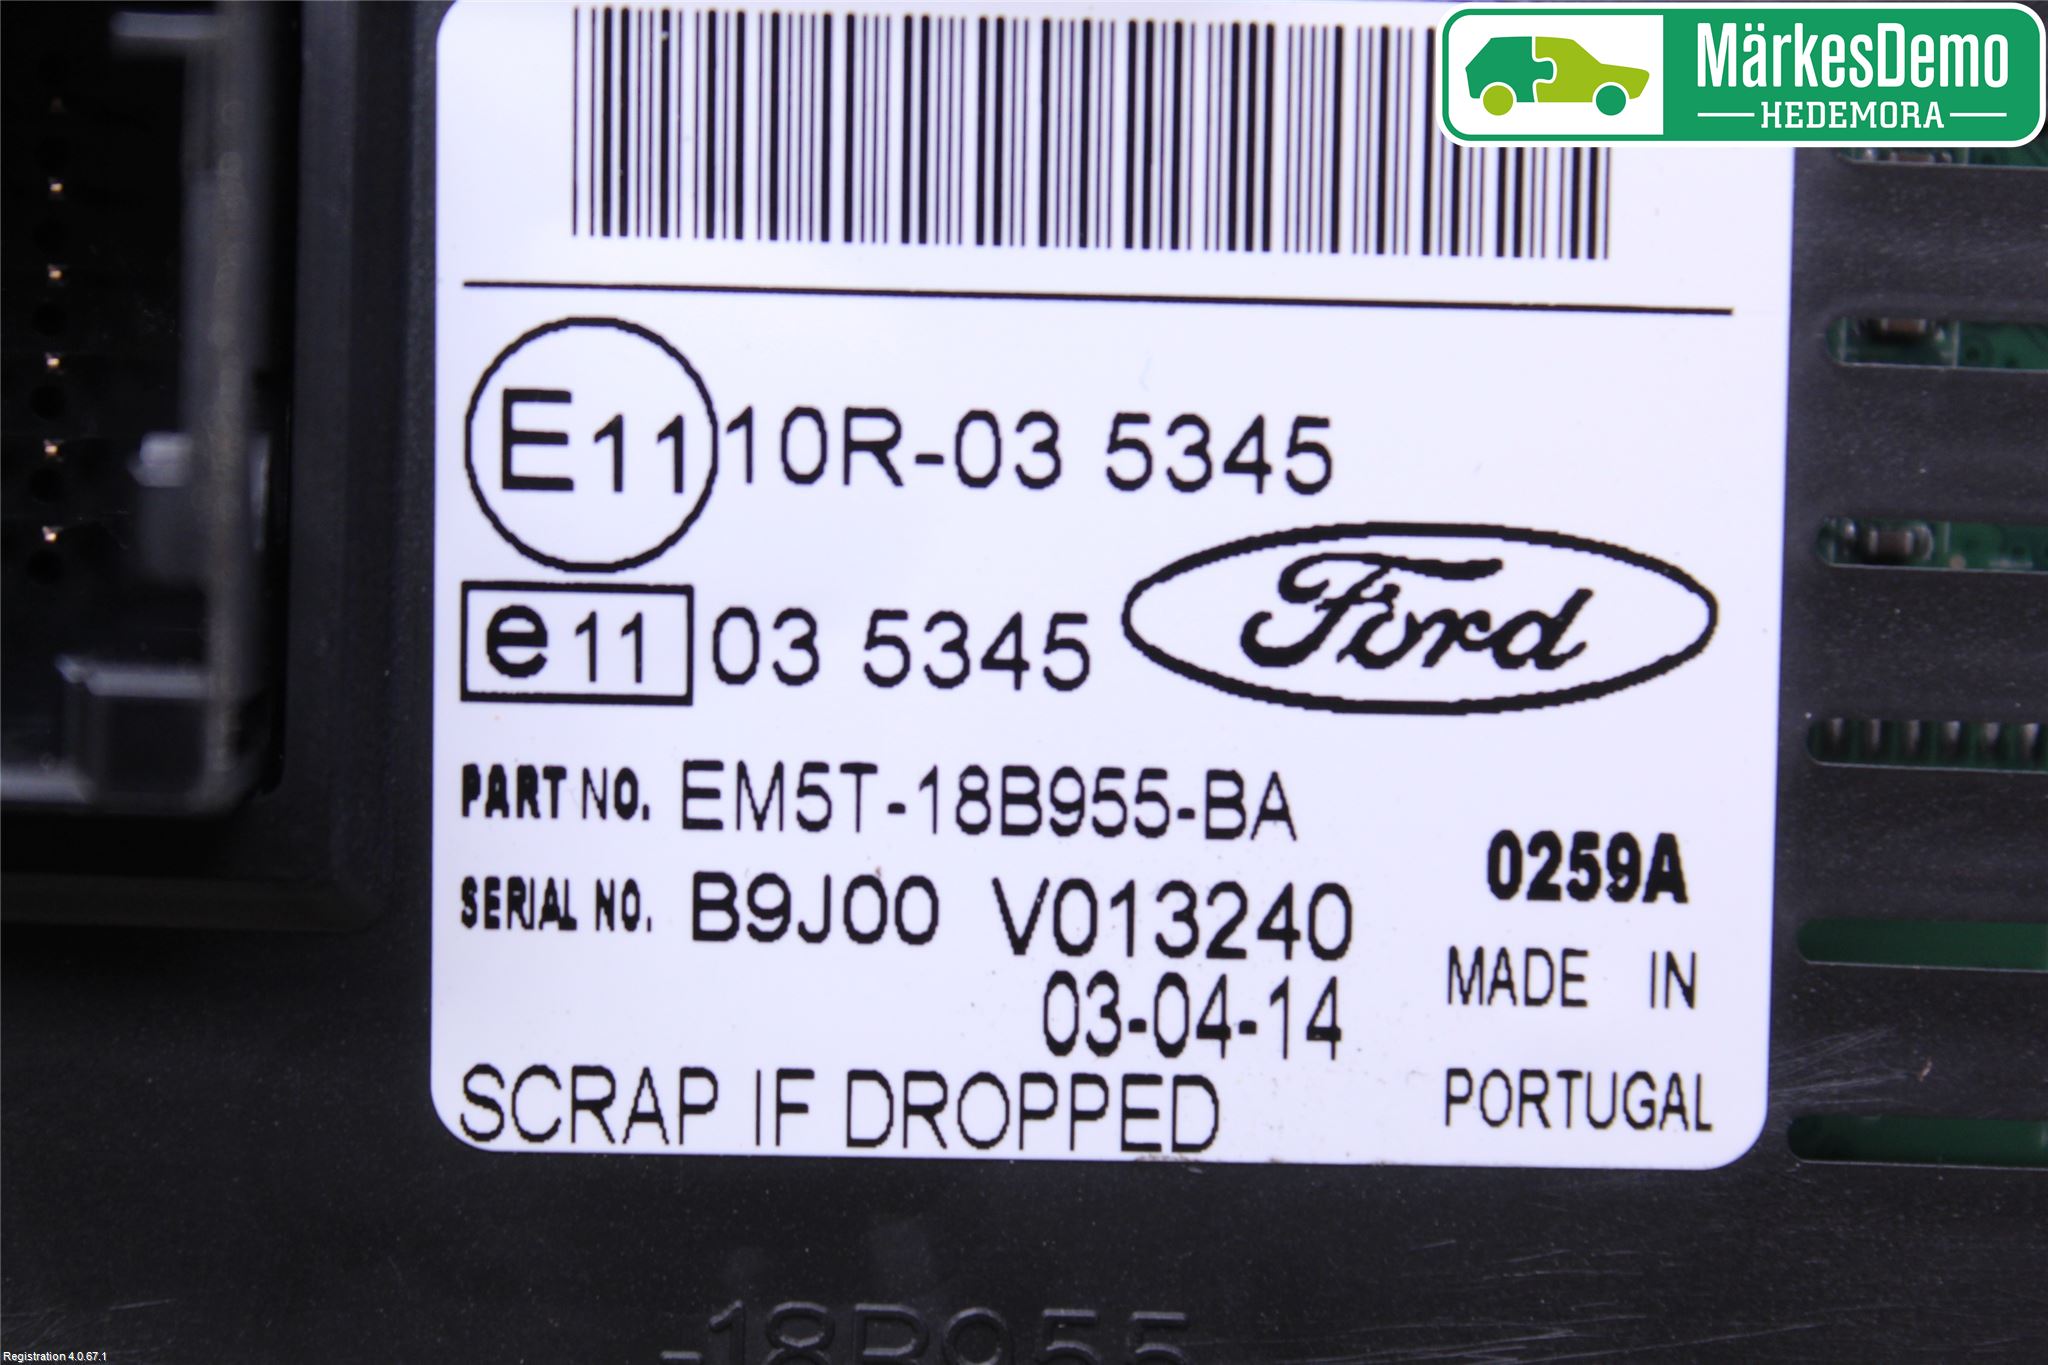 MärkesDemo
HEDEMORA
E11 10R-03 5345
e11 03 5345
Ford
PART NO. EM5T-18B955-BA
SERIAL NO. B9J00 V013240
0259A
03-04-14
MADE IN
PORTUGAL
SCRAP IF DROPPED
-18B955
Registration 4.0.67.1